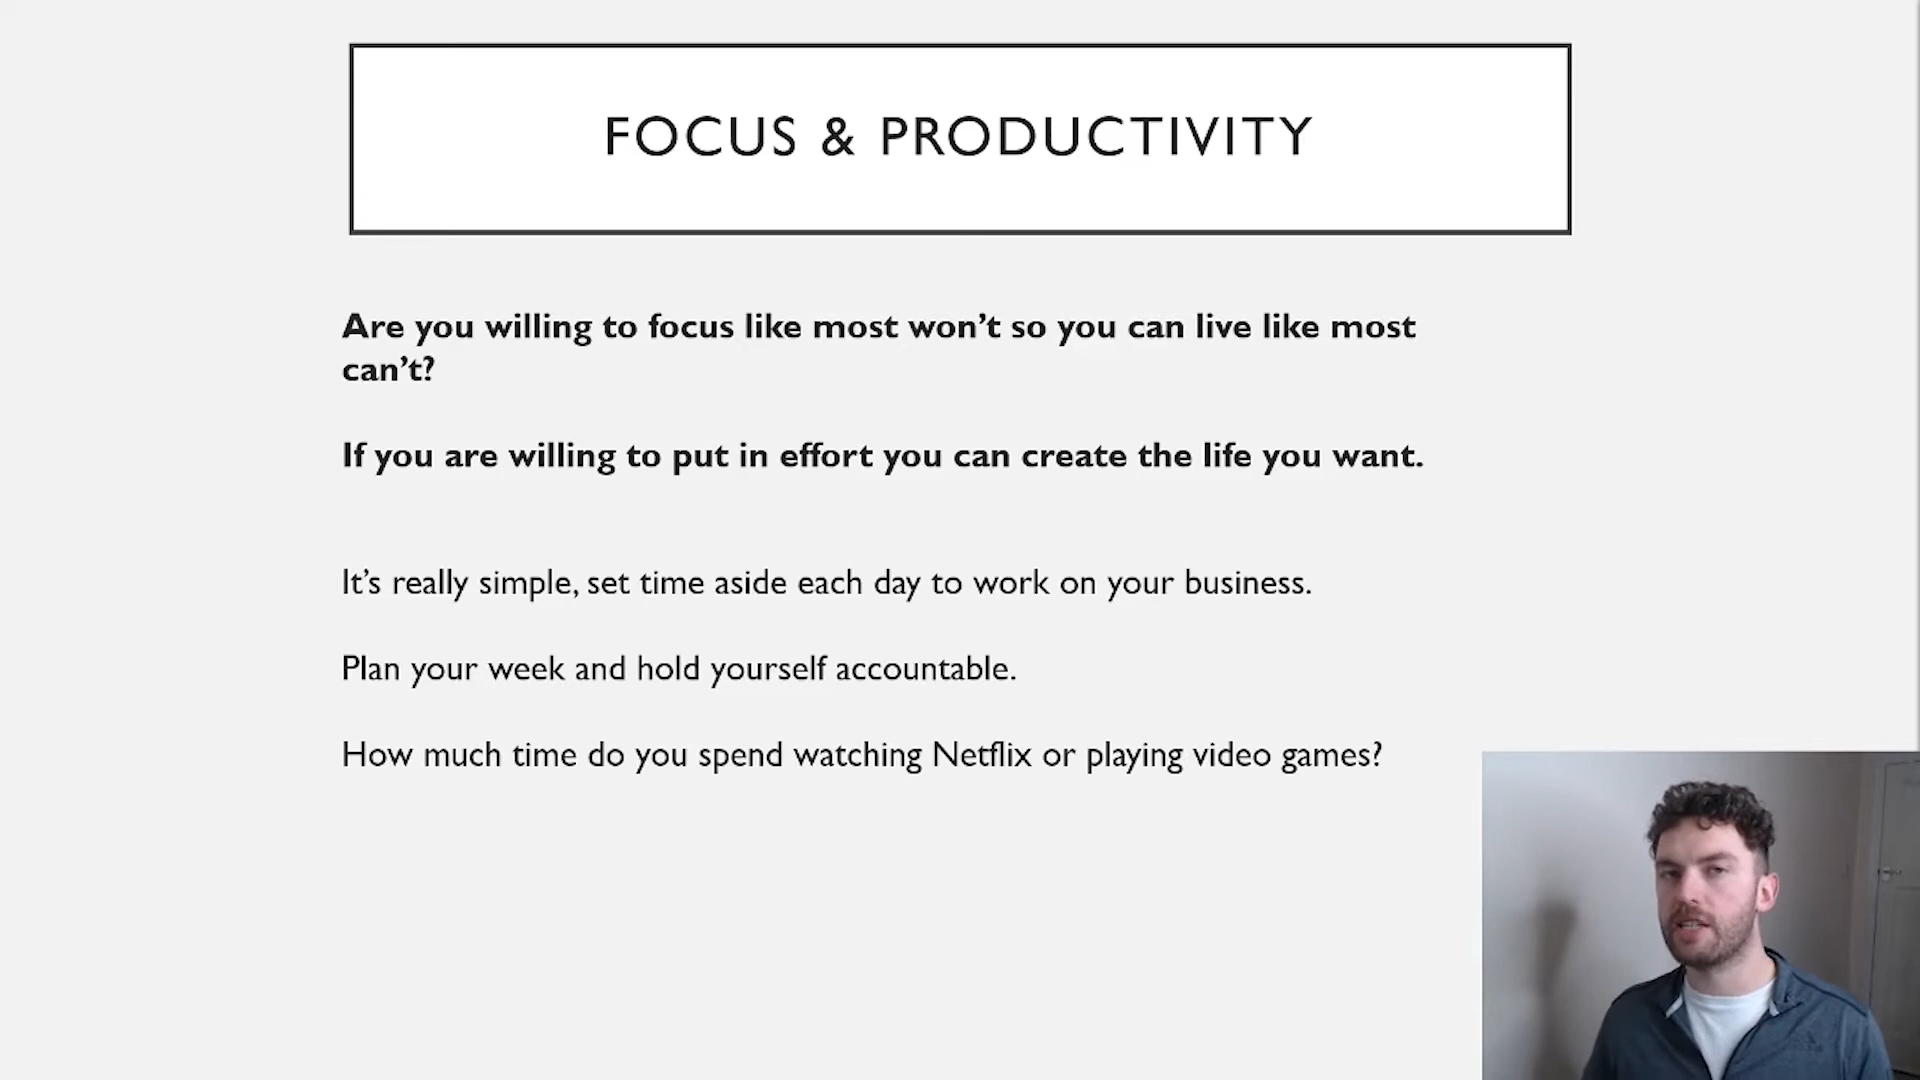 FOCUS & PRODUCTIVITY
Are you willing to focus like most won’t so you can live like most
can’t?
If you are willing to put in effort you can create the life you want.
It’s really simple, set time aside each day to work on your business.
Plan your week and hold yourself accountable.
How much time do you spend watching Netflix or playing video games?